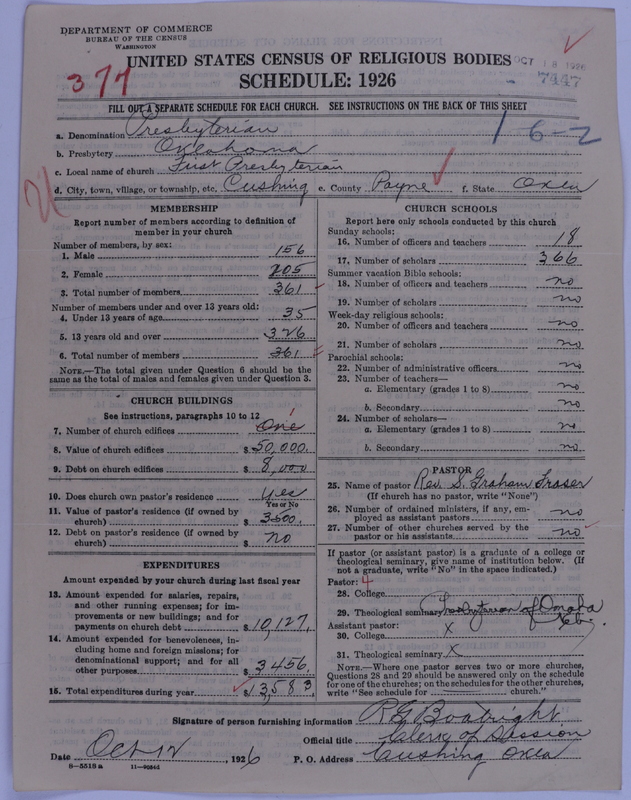 DEPARTMENT OF COMMERCE
BUREAU OF THE CENSUS
WASHINGTON
UNITED STATES CENSUS OF RELIGIOUS BODIES
OCT 18 1926
377
SCHEDULE: 1926
7447
FILL OUT A SEPARATE SCHEDULE FOR EACH CHURCH. SEE INSTRUCTIONS ON THE BACK OF THIS SHEET
a. Denomination Presbyterian
1-6-2
b. Presbytery Oklahoma
c. Local name of church First Presbyterian
d. City, town, village, or township, etc. Cushing e. County Payne f. State Okla
MEMBERSHIP
Report number of members according to definition of
member in your church
Number of members, by sex:
1. Male 156
2. Female 205
3. Total number of members 361
Number of members under and over 13 years old:
4. Under 13 years of age 35
5. 13 years old and over 326
6. Total number of members 361
NOTE.—The total given under Question 6 should be
same as the total of males and females given under Question 3.
CHURCH BUILDINGS
See instructions, paragraphs 10 to 12
7. Number of church edifices One 1
8. Value of church edifices $ 50,000.
9. Debt on church edifices $ 8,000
10. Does church own pastor's residence yes
Yes or No
11. Value of pastor's residence (if owned by
church) $ 3500.
12. Debt on pastor's residence (if owned by
church) $ no
EXPENDITURES
Amount expended by your church during last fiscal year
13. Amount expended for salaries, repairs,
and other running expenses; for im-
provements or new buildings; and for
payments on church debt $ 10,127.
14. Amount expended for benevolences, in-
cluding home and foreign missions; for
denominational support; and for all
other purposes $ 3456.
15. Total expenditures during year $ 13,583
CHURCH SCHOOLS
Report here only schools conducted by this church
Sunday schools:
16. Number of officers and teachers 18
17. Number of scholars 366
Summer vacation Bible schools:
18. Number of officers and teachers no
19. Number of scholars no
Week-day religious schools:
20. Number of officers and teachers no
21. Number of scholars no
Parochial schools:
22. Number of administrative officers no
23. Number of teachers—
a. Elementary (grades 1 to 8) no
b. Secondary no
24. Number of scholars—
a. Elementary (grades 1 to 8) no
b. Secondary no
PASTOR
25. Name of pastor Rev. S. Graham Fraser
(If church has no pastor, write "None")
26. Number of ordained ministers, if any, em-
ployed as assistant pastors no
27. Number of other churches served by the
pastor or his assistants no
If pastor (or assistant pastor) is a graduate of a college or
theological seminary, give name of institution below. (If
not a graduate, write "No" in the space indicated.)
Pastor: 4
28. College
29. Theological seminary Presbyterian of Omaha
Neb.
Assistant pastor:
30. College X
31. Theological seminary X
NOTE.—Where one pastor serves two or more churches,
Questions 28 and 29 should be answered only on the schedule
for one of the churches; on the schedules for the other churches,
write "See schedule for church."
Signature of person furnishing information P.E. Boatright
Official title Clerk of Session
Date Oct 12, 1926 P. O. Address Cushing Okla
8—5518 a